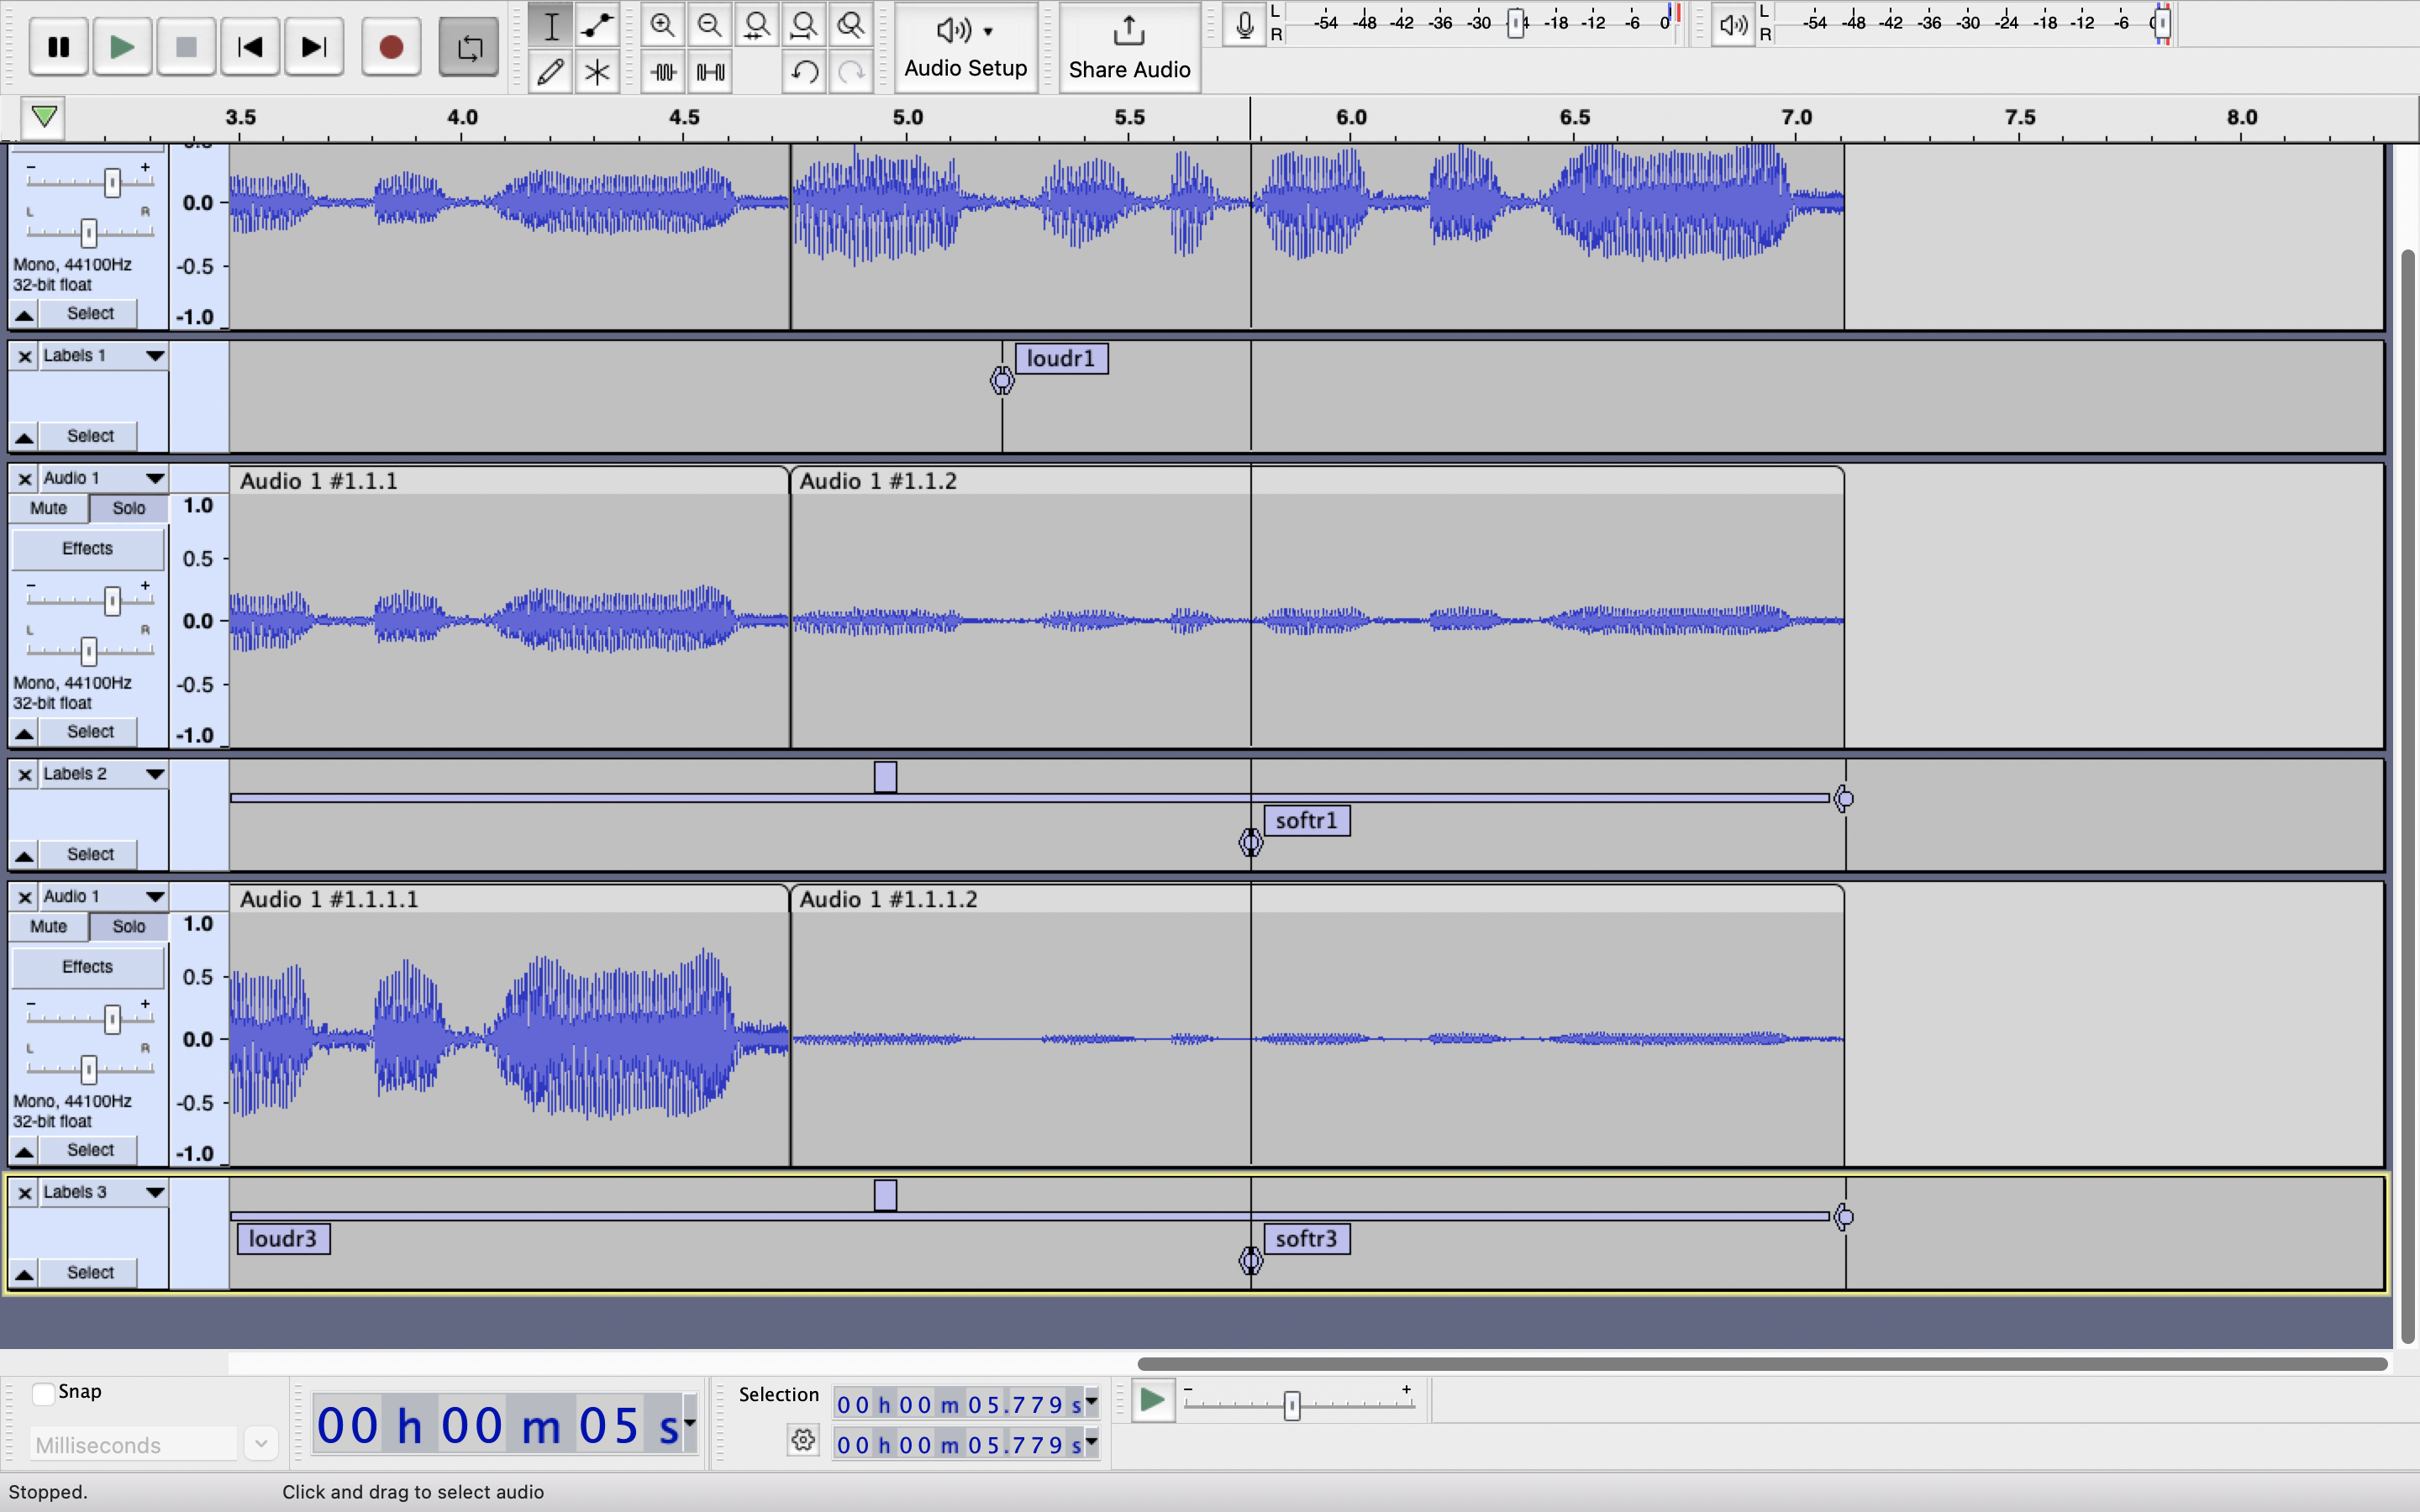 L
R
-54 -48 -42 -36 -30 -24 -18 -12 -6 0
L
R
-54 -48 -42 -36 -30 -24 -18 -12 -6
Audio Setup
Share Audio
3.5 4.0 4.5 5.0 5.5 6.0 6.5 7.0 7.5 8.0
- +
0.0
L R
Mono, 44100Hz
-0.5
32-bit float
Select
-1.0
Labels 1
loudr1
Select
Audio 1
Audio 1 #1.1.1
Audio 1 #1.1.2
Mute Solo
1.0
Effects
0.5
- +
0.0
L R
Mono, 44100Hz
-0.5
32-bit float
Select
-1.0
Labels 2
softr1
Select
Audio 1
Audio 1 #1.1.1.1
Audio 1 #1.1.1.2
Mute Solo
1.0
Effects
0.5
- +
0.0
L R
Mono, 44100Hz
-0.5
32-bit float
Select
-1.0
Labels 3
loudr3
softr3
Select
Snap
Milliseconds
00 h 00 m 05 s
Selection
00 h 00 m 05.779 s
00 h 00 m 05.779 s
- +
Stopped.
Click and drag to select audio